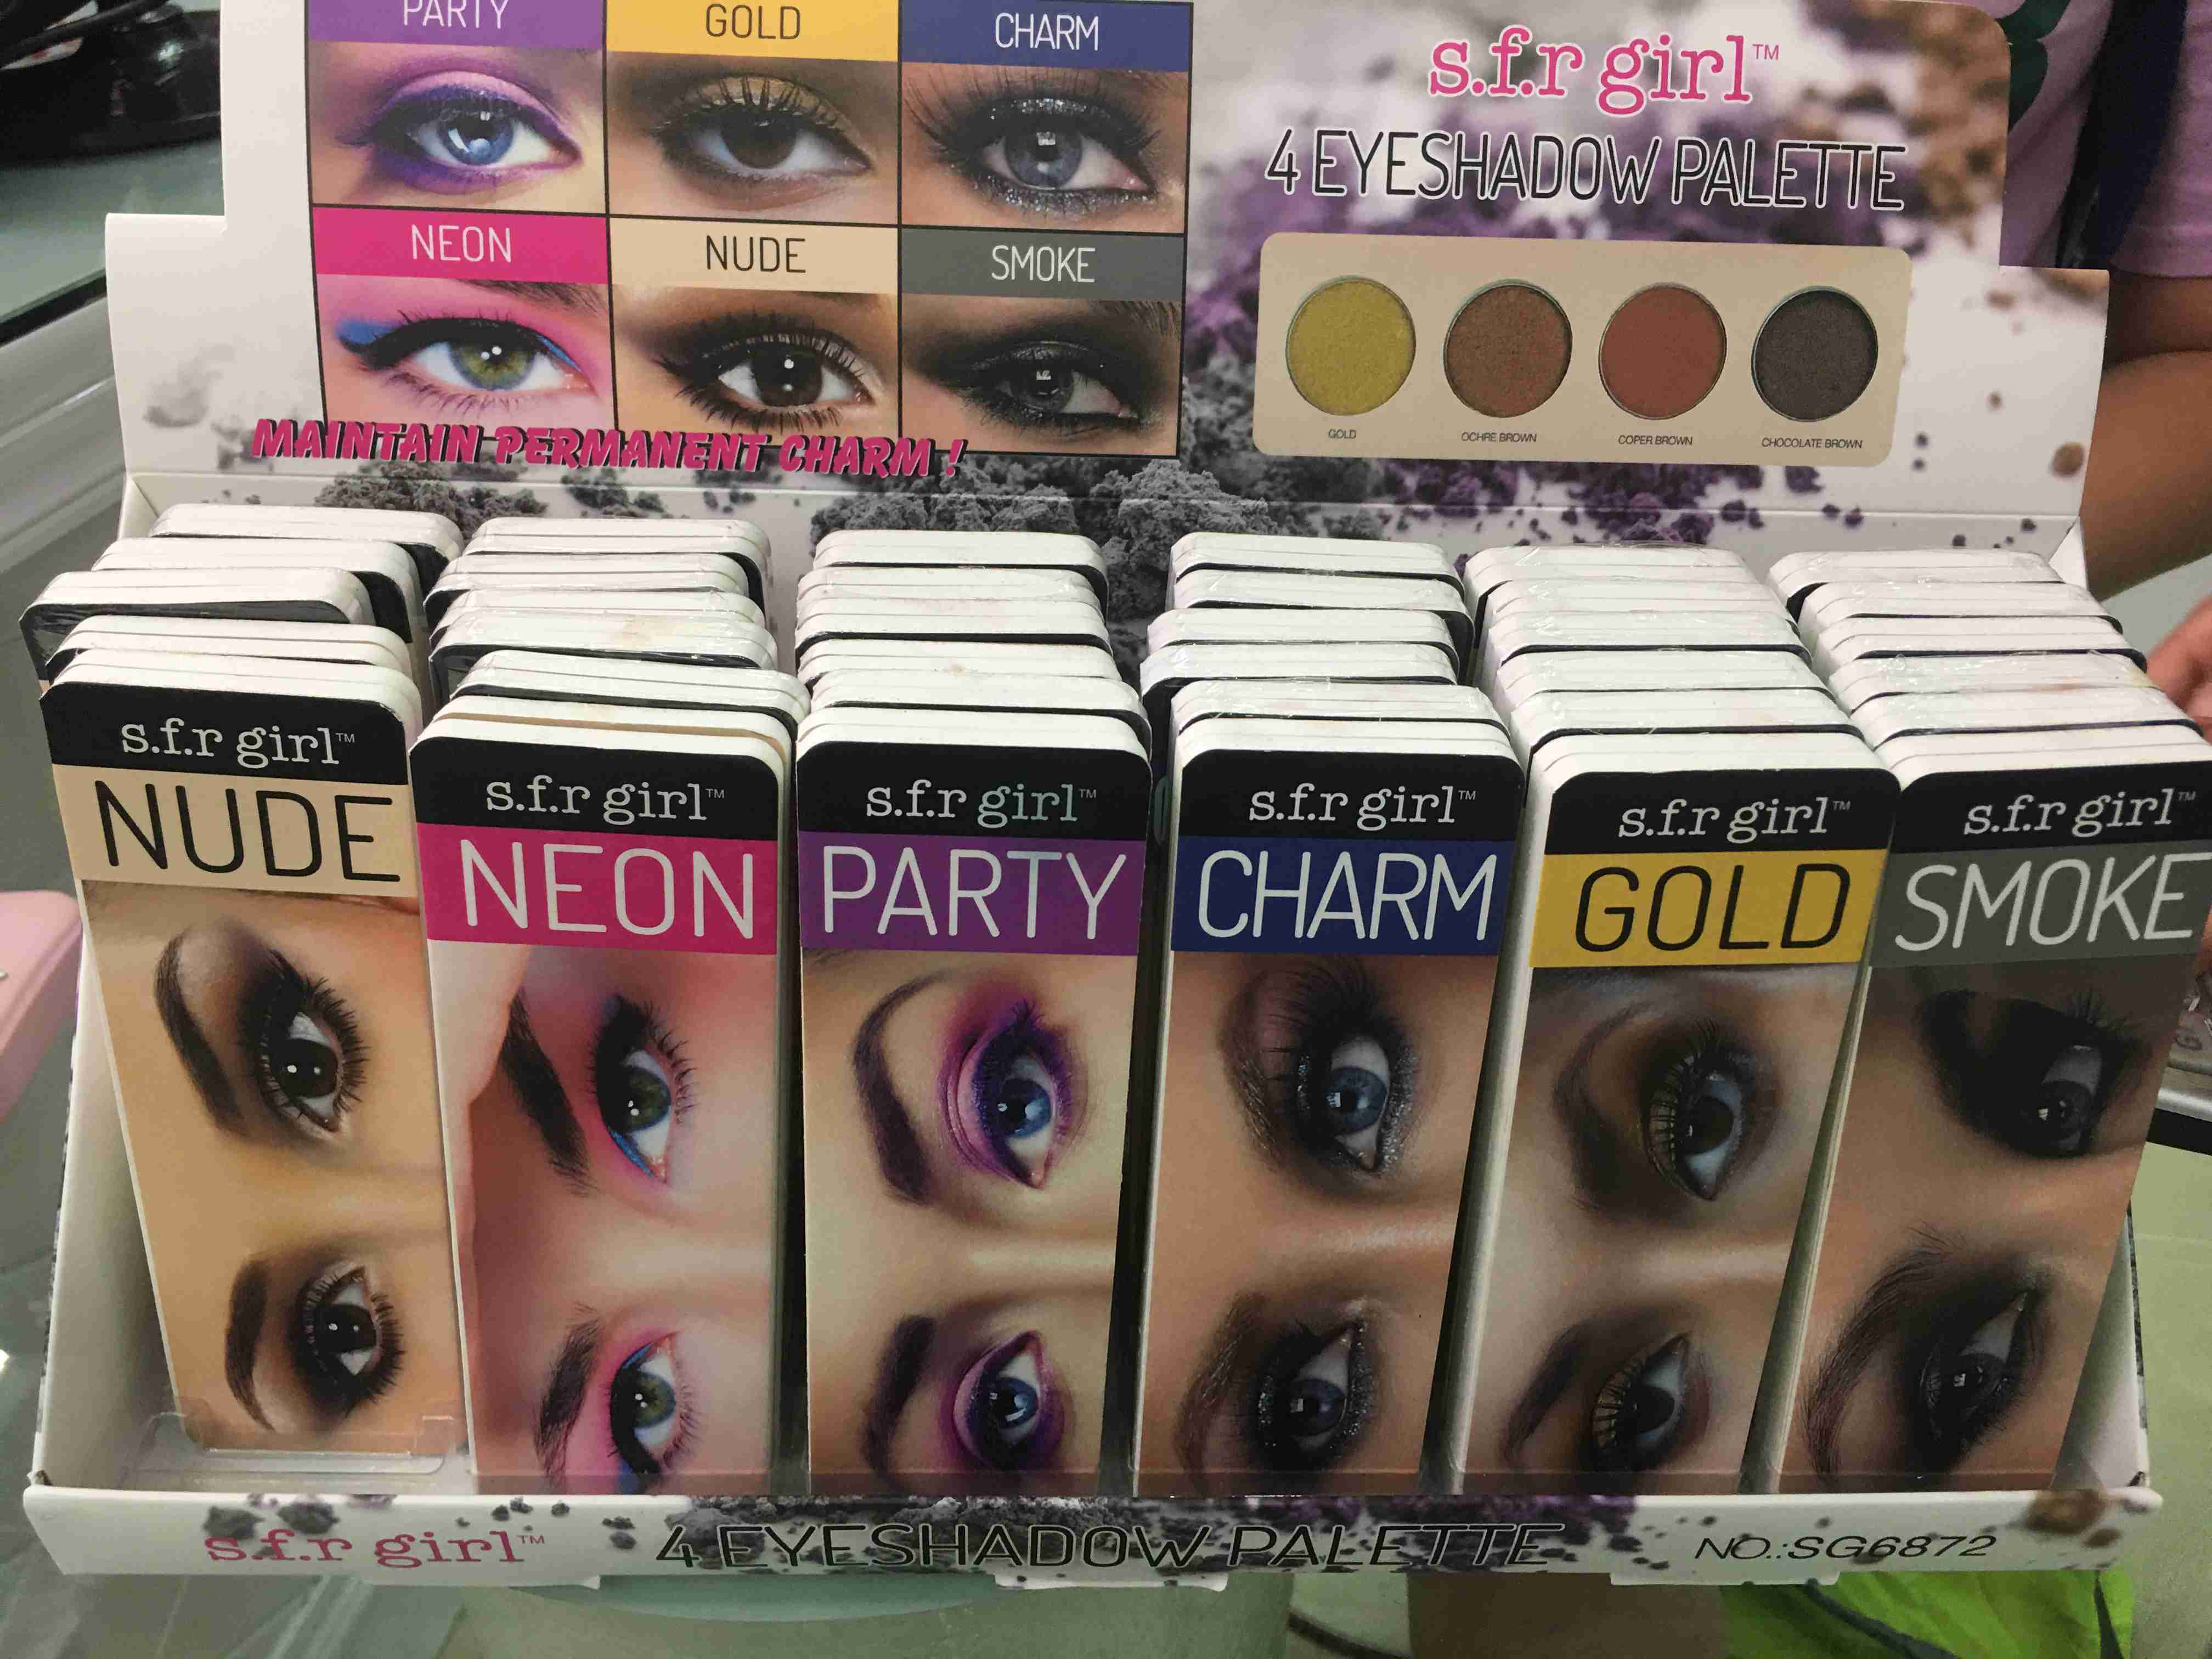 PARTY
GOLD
CHARM
NEON
NUDE
SMOKE
MAINTAIN PERMANENT CHARM !
s.f.r girl™
4 EYESHADOW PALETTE
GOLD
OCHRE BROWN
COPER BROWN
CHOCOLATE BROWN
s.f.r girl™
NUDE
s.f.r girl™
NEON
s.f.r girl™
PARTY
s.f.r girl™
CHARM
s.f.r girl™
GOLD
s.f.r girl™
SMOKE
s.f.r girl™
4 EYESHADOW PALETTE
NO.:SG6872